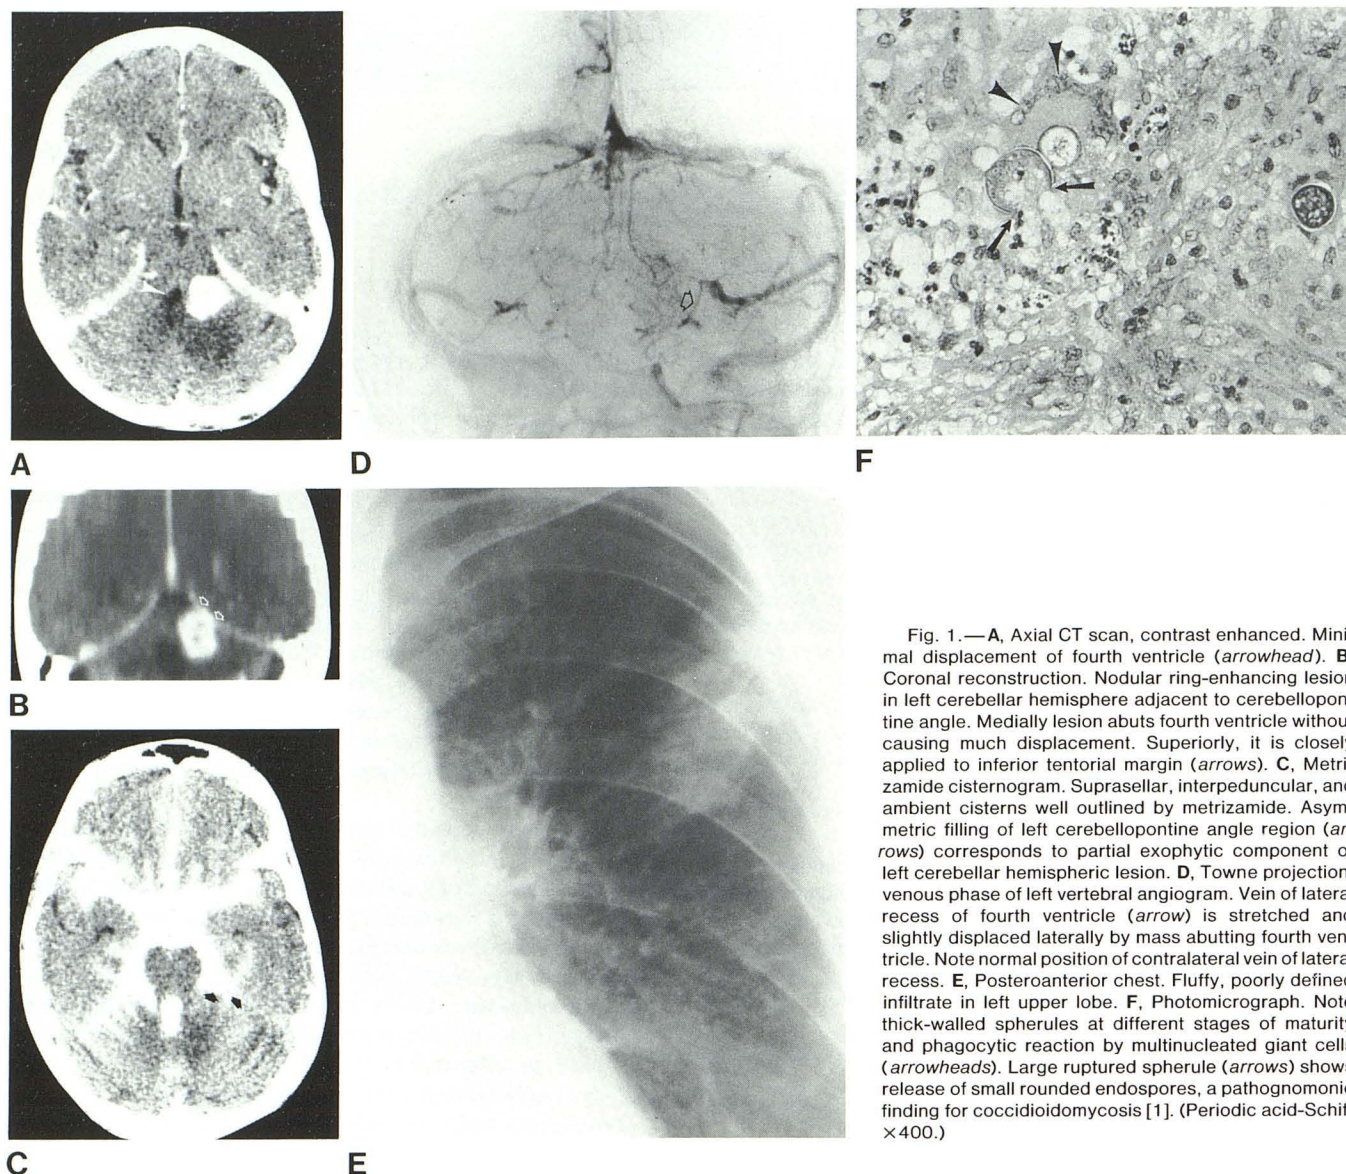 A
D
F
B
C
E
Fig. 1.—A, Axial CT scan, contrast enhanced. Mini
mal displacement of fourth ventricle (arrowhead). B
Coronal reconstruction. Nodular ring-enhancing lesion
in left cerebellar hemisphere adjacent to cerebellopon
tine angle. Medially lesion abuts fourth ventricle withou
causing much displacement. Superiorly, it is closely
applied to inferior tentorial margin (arrows). C, Metri
zamide cisternogram. Suprasellar, interpeduncular, and
ambient cisterns well outlined by metrizamide. Asym
metric filling of left cerebellopontine angle region (ar
rows) corresponds to partial exophytic component o
left cerebellar hemispheric lesion. D, Towne projection
venous phase of left vertebral angiogram. Vein of latera
recess of fourth ventricle (arrow) is stretched and
slightly displaced laterally by mass abutting fourth ven
tricle. Note normal position of contralateral vein of latera
recess. E, Posteroanterior chest. Fluffy, poorly defined
infiltrate in left upper lobe. F, Photomicrograph. Note
thick-walled spherules at different stages of maturity
and phagocytic reaction by multinucleated giant cells
(arrowheads). Large ruptured spherule (arrows) shows
release of small rounded endospores, a pathognomonic
finding for coccidioidomycosis [1]. (Periodic acid-Schif
×400.)